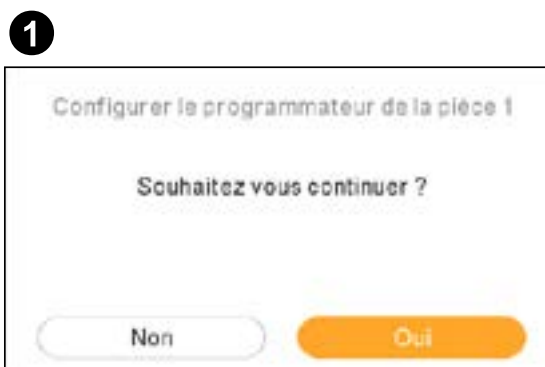 1
Configurer le programmateur de la pièce 1
Souhaitez vous continuer ?
Non
Oui